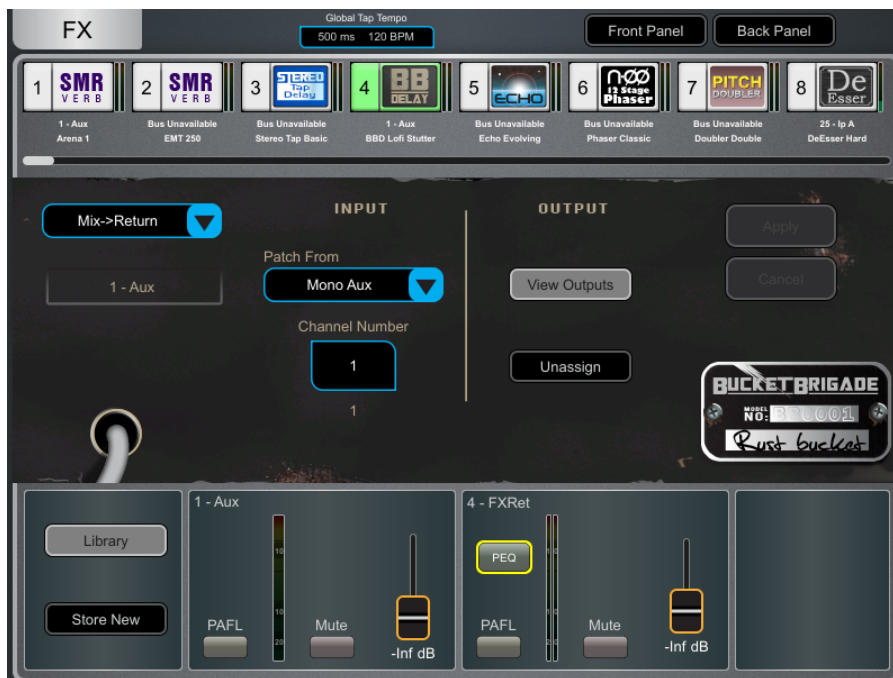 FX
Global Tap Tempo
500 ms 120 BPM
Front Panel
Back Panel
1 SMR VERB
2 SMR VERB
3 STEREO Tap Delay
4 BB DELAY
5 ECHO
6 12 Stage Phaser
7 PITCH DOUBLER
8 De Esser
1 - Aux
Arena 1
Bus Unavailable
EMT 250
Bus Unavailable
Stereo Tap Basic
1 - Aux
BBD Lofi Stutter
Bus Unavailable
Echo Evolving
Bus Unavailable
Phaser Classic
Bus Unavailable
Doubler Double
25 - Ip A
DeEsser Hard
Mix->Return
1 - Aux
INPUT
Patch From
Mono Aux
Channel Number
1
1
OUTPUT
View Outputs
Unassign
Apply
Cancel
BUCKETBRIGADE
MODEL NO:
Rust bucket
Library
Store New
1 - Aux
10
10
20
PAFL
Mute
-Inf dB
4 - FXRet
PEQ
PAFL
Mute
-Inf dB